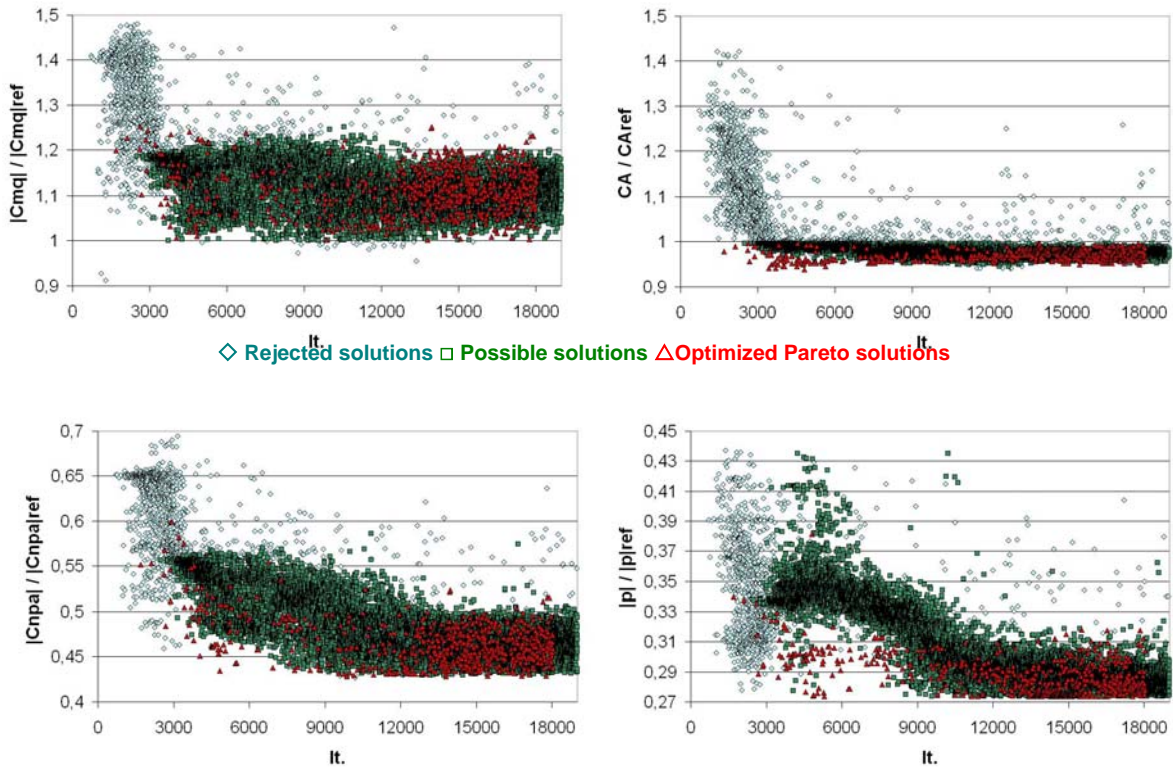 |Cmq| / |Cmq|ref
1,5
1,4
1,3
1,2
1,1
1
0,9
0 3000 6000 9000 12000 15000 18000
It.
CA / CAref
1,5
1,4
1,3
1,2
1,1
1
0,9
0 3000 6000 9000 12000 15000 18000
It.
Rejected solutions Possible solutions Optimized Pareto solutions
|Cnpa| / |Cnpa|ref
0,7
0,65
0,6
0,55
0,5
0,45
0,4
0 3000 6000 9000 12000 15000 18000
It.
|p| / |p|ref
0,45
0,43
0,41
0,39
0,37
0,35
0,33
0,31
0,29
0,27
0 3000 6000 9000 12000 15000 18000
It.